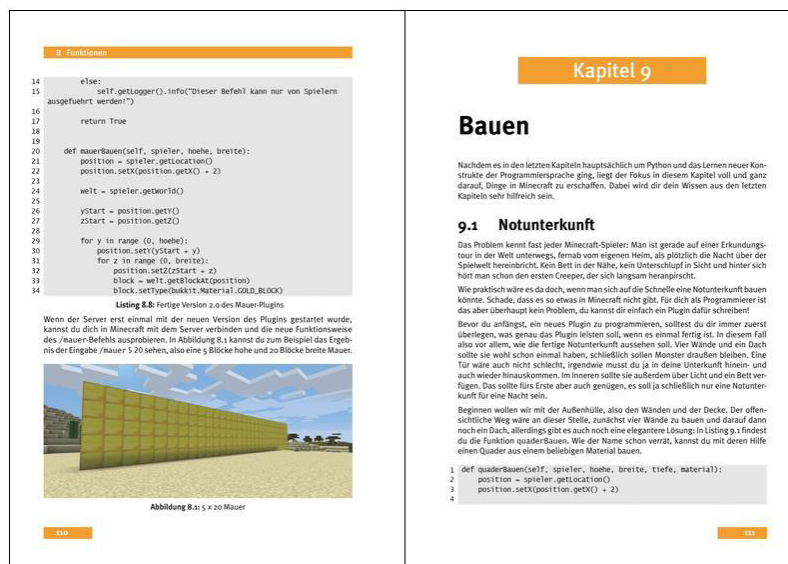 8 Funktionen
14 else:
15 self.getLogger().info("Dieser Befehl kann nur von Spielern
ausgefuehrt werden!")
16
17 return True
18
19
20 def mauerBauen(self, spieler, hoehe, breite):
21 position = spieler.getLocation()
22 position.setX(position.getX() + 2)
23
24 welt = spieler.getWorld()
25
26 yStart = position.getY()
27 zStart = position.getZ()
28
29 for y in range (0, hoehe):
30 position.setY(yStart + y)
31 for z in range (0, breite):
32 position.setZ(zStart + z)
33 block = welt.getBlockAt(position)
34 block.setType(bukkit.Material.GOLD_BLOCK)
Listing 8.8: Fertige Version 2.0 des Mauer-Plugins
Wenn der Server erst einmal mit der neuen Version des Plugins gestartet wurde,
kannst du dich in Minecraft mit dem Server verbinden und die neue Funktionsweise
des /mauer-Befehls ausprobieren. In Abbildung 8.1 kannst du zum Beispiel das Ergeb-
nis der Eingabe /mauer 5 20 sehen, also eine 5 Blöcke hohe und 20 Blöcke breite Mauer.
Abbildung 8.1: 5 x 20 Mauer
110
Kapitel 9
Bauen
Nachdem es in den letzten Kapiteln hauptsächlich um Python und das Lernen neuer Kon-
strukte der Programmiersprache ging, liegt der Fokus in diesem Kapitel voll und ganz
darauf, Dinge in Minecraft zu erschaffen. Dabei wird dir dein Wissen aus den letzten
Kapiteln sehr hilfreich sein.
9.1 Notunterkunft
Das Problem kennt fast jeder Minecraft-Spieler: Man ist gerade auf einer Erkundungs-
tour in der Welt unterwegs, fernab vom eigenen Heim, als plötzlich die Nacht über der
Spielwelt hereinbricht. Kein Bett in der Nähe, kein Unterschlupf in Sicht und hinter sich
hört man schon den ersten Creeper, der sich langsam heranpirscht.
Wie praktisch wäre es da doch, wenn man sich auf die Schnelle eine Notunterkunft bauen
könnte. Schade, dass es so etwas in Minecraft nicht gibt. Für dich als Programmierer ist
das aber überhaupt kein Problem, du kannst dir einfach ein Plugin dafür schreiben!
Bevor du anfängst, ein neues Plugin zu programmieren, solltest du dir immer zuerst
überlegen, was genau das Plugin leisten soll, wenn es einmal fertig ist. In diesem Fall
also vor allem, wie die fertige Notunterkunft aussehen soll. Vier Wände und ein Dach
sollte sie wohl schon einmal haben, schließlich sollen Monster draußen bleiben. Eine
Tür wäre auch nicht schlecht, irgendwie musst du ja in deine Unterkunft hinein- und
auch wieder hinauskommen. Im Inneren sollte sie außerdem über Licht und ein Bett ver-
fügen. Das sollte fürs Erste aber auch genügen, es soll ja schließlich nur eine Notunter-
kunft für eine Nacht sein.
Beginnen wollen wir mit der Außenhülle, also den Wänden und der Decke. Der offen-
sichtliche Weg wäre an dieser Stelle, zunächst vier Wände zu bauen und darauf dann
noch ein Dach, allerdings gibt es auch noch eine elegantere Lösung: In Listing 9.1 findest
du die Funktion quaderBauen. Wie der Name schon verrät, kannst du mit deren Hilfe
einen Quader aus einem beliebigen Material bauen.
1 def quaderBauen(self, spieler, hoehe, breite, tiefe, material):
2 position = spieler.getLocation()
3 position.setX(position.getX() + 2)
4
111